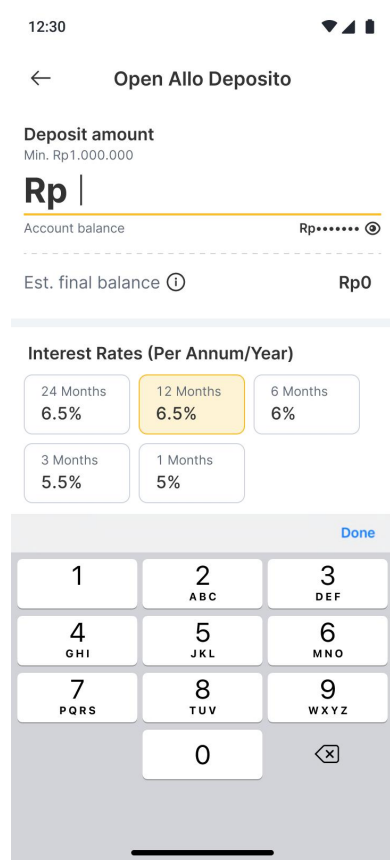 12:30
Open Allo Deposito
Deposit amount
Min. Rp1.000.000
Rp
Account balance Rp•••••••
Est. final balance Rp0
Interest Rates (Per Annum/Year)
24 Months 12 Months 6 Months
6.5% 6.5% 6%
3 Months 1 Months
5.5% 5%
Done
1 2 3
ABC DEF
4 5 6
GHI JKL MNO
7 8 9
PQRS TUV WXYZ
0